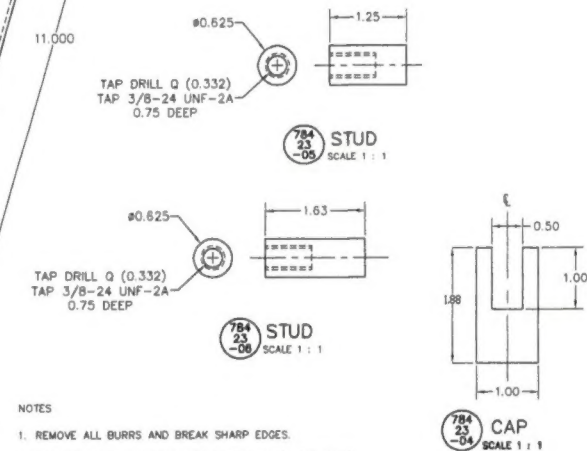 11.000
ø0.625
1.25
TAP DRILL Q (0.332)
TAP 3/8-24 UNF-2A
0.75 DEEP
784
23
-05
STUD
SCALE 1 : 1
ø0.625
1.63
TAP DRILL Q (0.332)
TAP 3/8-24 UNF-2A
0.75 DEEP
784
23
-06
STUD
SCALE 1 : 1
℄
0.50
1.00
1.88
1.00
784
23
-04
CAP
SCALE 1 : 1
NOTES
1. REMOVE ALL BURRS AND BREAK SHARP EDGES.